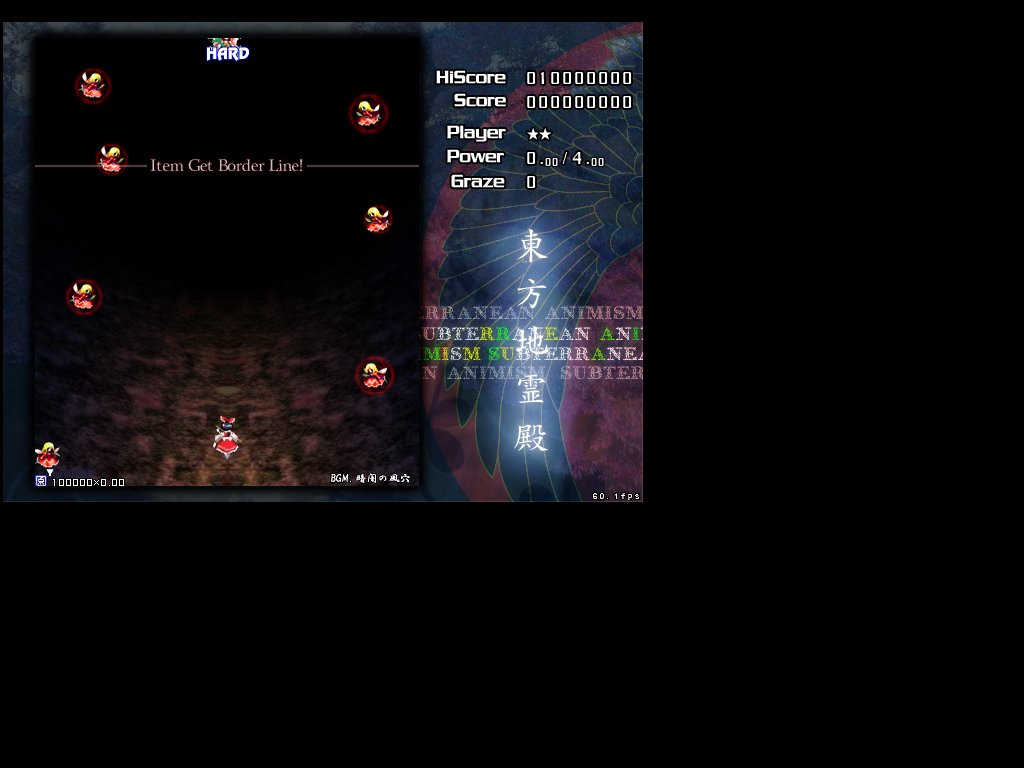 HARD
Item Get Border Line!
100000×0.00
BGM. 暗闇の風穴
HiScore 010000000
Score 000000000
Player ★★
Power 0.00/4.00
Graze 0
東方地霊殿
RRANEAN ANIMISM
SUBTERRANEAN ANI
MISM SUBTERRANEA
N ANIMISM SUBTER
60.1fps